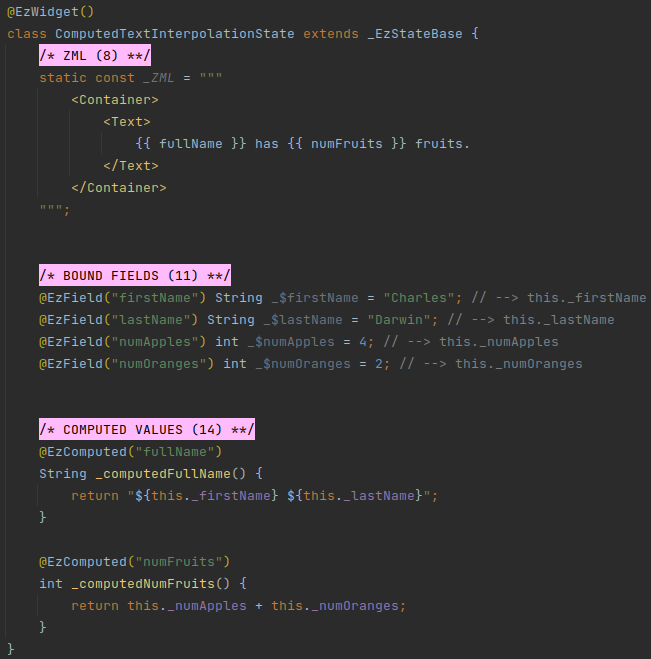 @EzWidget()
class ComputedTextInterpolationState extends _EzStateBase {
/* ZML (8) **/
static const _ZML = """
<Container>
<Text>
{{ fullName }} has {{ numFruits }} fruits.
</Text>
</Container>
""";
/* BOUND FIELDS (11) **/
@EzField("firstName") String _$firstName = "Charles"; // --> this._firstName
@EzField("lastName") String _$lastName = "Darwin"; // --> this._lastName
@EzField("numApples") int _$numApples = 4; // --> this._numApples
@EzField("numOranges") int _$numOranges = 2; // --> this._numOranges
/* COMPUTED VALUES (14) **/
@EzComputed("fullName")
String _computedFullName() {
return "${this._firstName} ${this._lastName}";
}
@EzComputed("numFruits")
int _computedNumFruits() {
return this._numApples + this._numOranges;
}
}